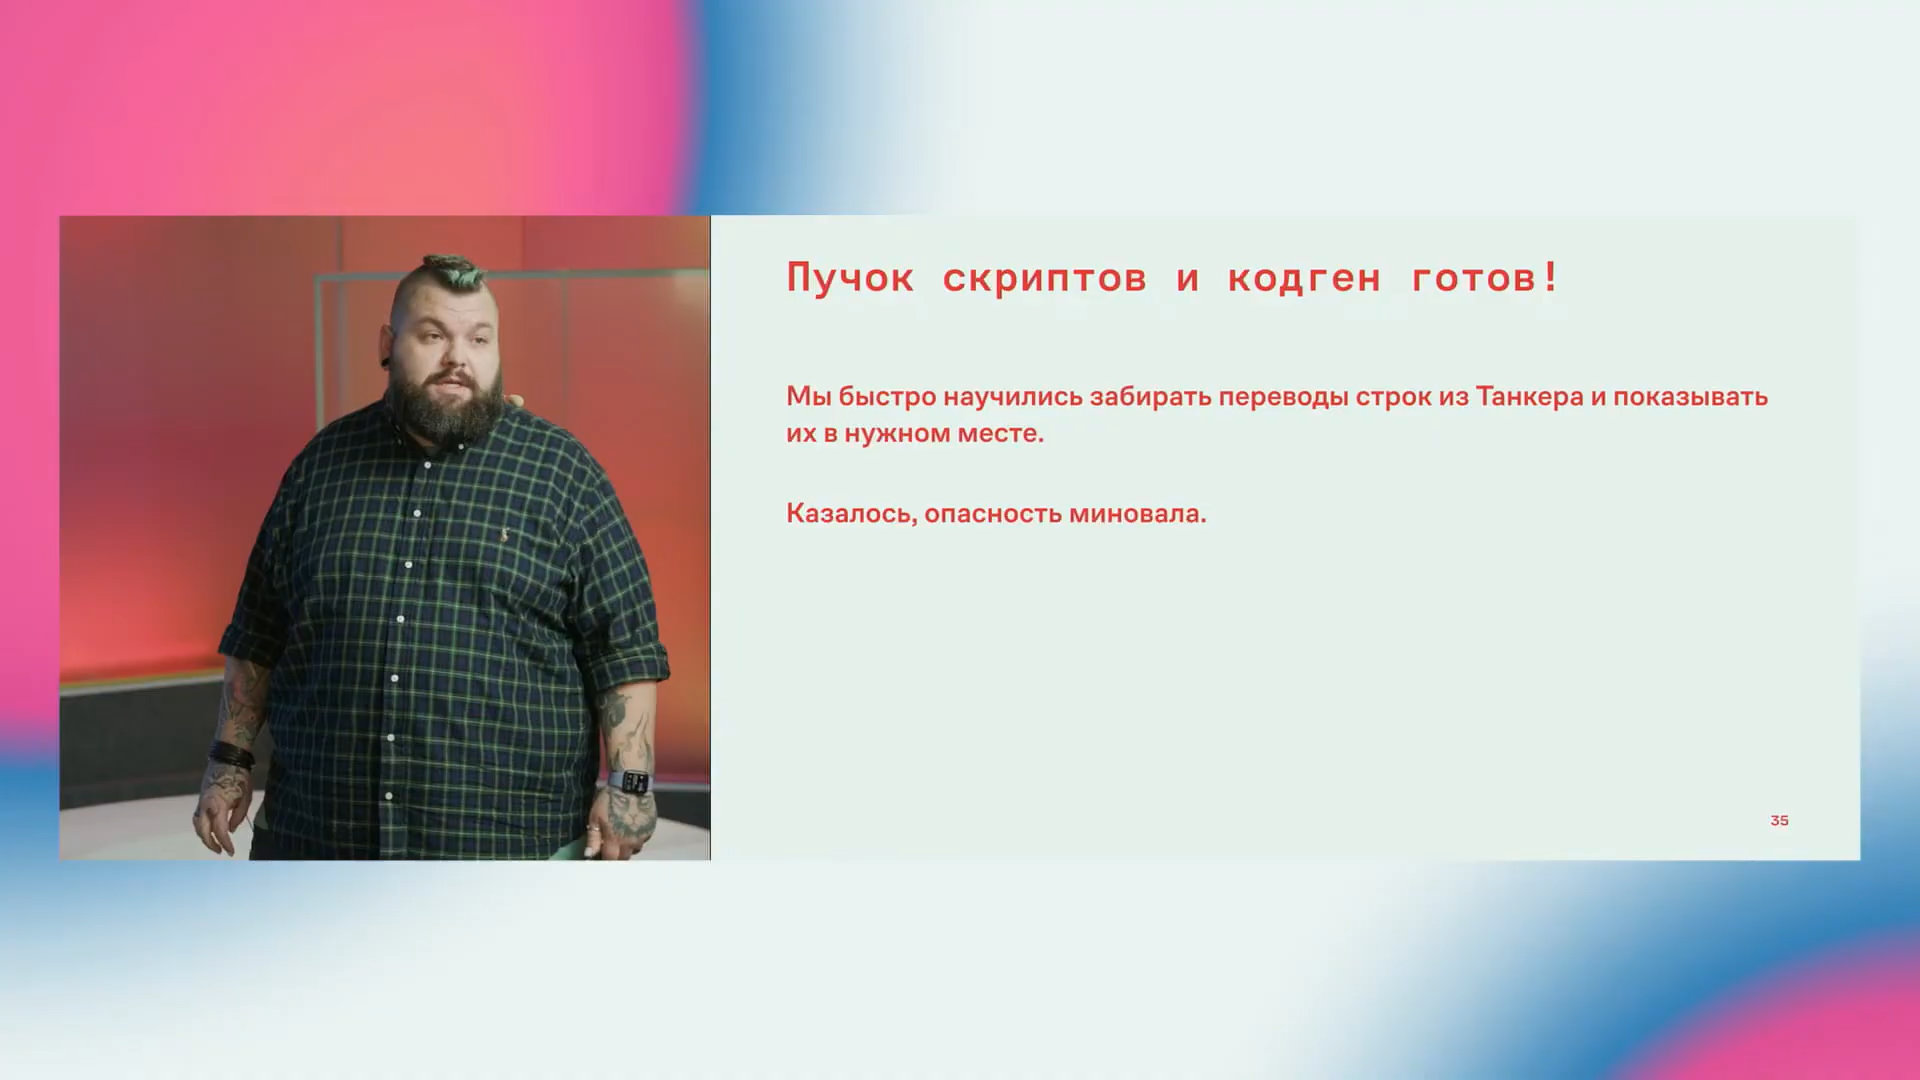 Пучок скриптов и кодген готов!
Мы быстро научились забирать переводы строк из Танкера и показывать
их в нужном месте.
Казалось, опасность миновала.
35